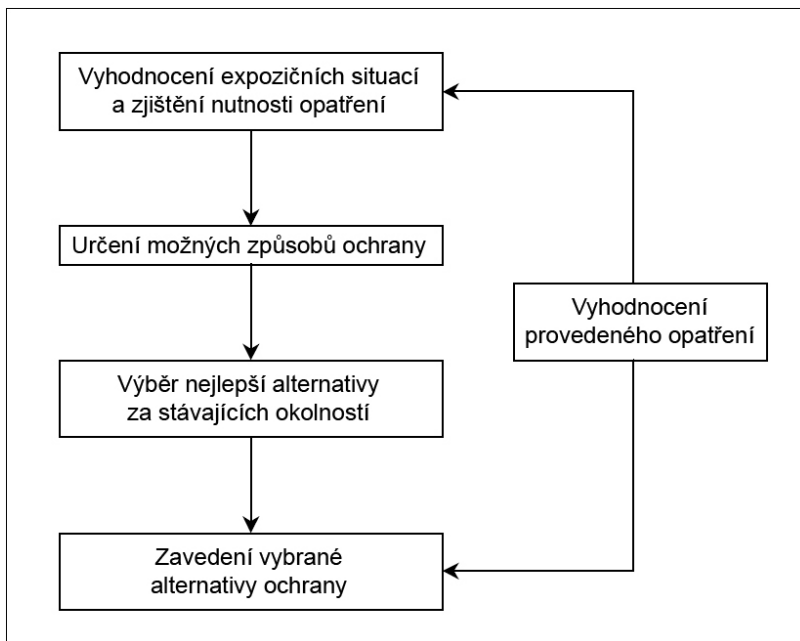 Vyhodnocení expozičních situací
a zjištění nutnosti opatření
Určení možných způsobů ochrany
Vyhodnocení
provedeného opatření
Výběr nejlepší alternativy
za stávajících okolností
Zavedení vybrané
alternativy ochrany